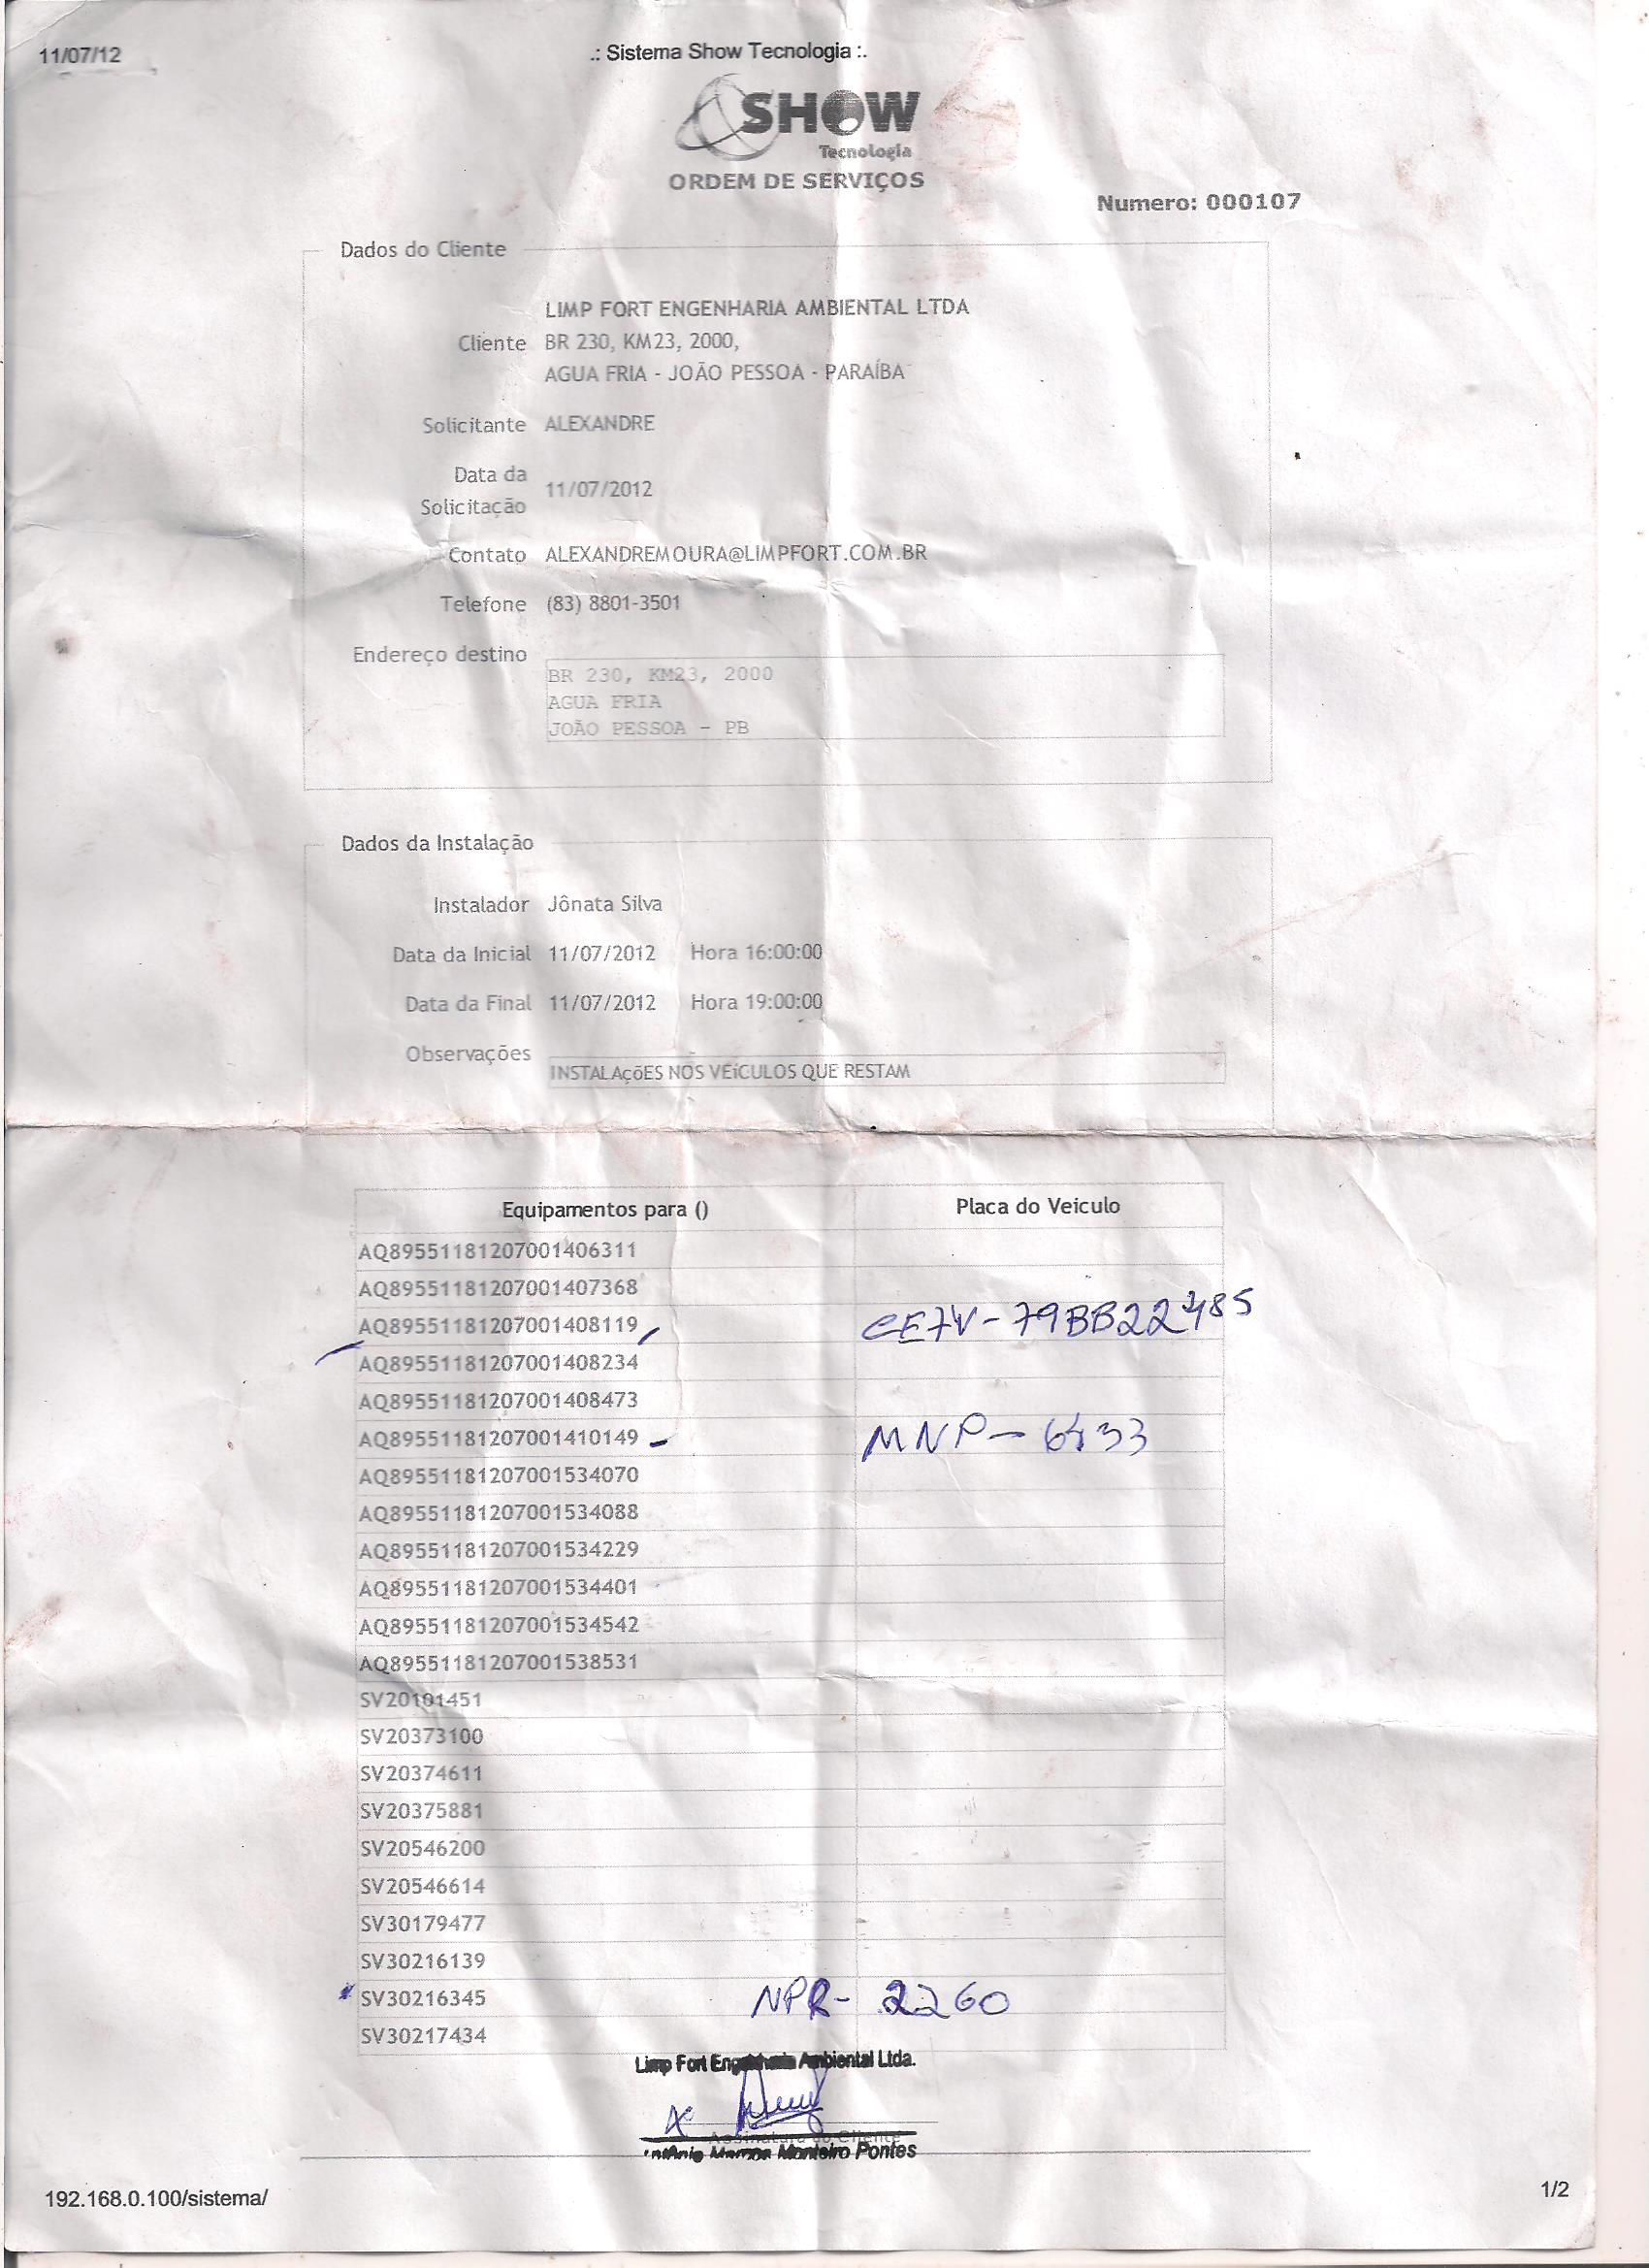 11/07/12
.: Sistema Show Tecnologia :.
SHOW
Tecnologia
ORDEM DE SERVIÇOS
Numero: 000107
Dados do Cliente
LIMP FORT ENGENHARIA AMBIENTAL LTDA
Cliente BR 230, KM23, 2000,
AGUA FRIA - JOÃO PESSOA - PARAÍBA
Solicitante ALEXANDRE
Data da Solicitação 11/07/2012
Contato ALEXANDREMOURA@LIMPFORT.COM.BR
Telefone (83) 8801-3501
Endereço destino
BR 230, KM23, 2000
AGUA FRIA
JOÃO PESSOA - PB
Dados da Instalação
Instalador Jônata Silva
Data da Inicial 11/07/2012 Hora 16:00:00
Data da Final 11/07/2012 Hora 19:00:00
Observações
INSTALAçõES NOS VEíCULOS QUE RESTAM
Equipamentos para () Placa do Veiculo
AQ89551181207001406311
AQ89551181207001407368
AQ89551181207001408119
AQ89551181207001408234
AQ89551181207001408473
AQ89551181207001410149 MNP-6433
AQ89551181207001534070
AQ89551181207001534088
AQ89551181207001534229
AQ89551181207001534401
AQ89551181207001534542
AQ89551181207001538531
SV20101451
SV20373100
SV20374611
SV20375881
SV20546200
SV20546614
SV30179477
SV30216139
SV30216345 NPR-2260
SV30217434
Limp Fort Engenharia Ambiental Ltda.
Assinatura do Cliente
Monteiro Pontes
192.168.0.100/sistema/
1/2